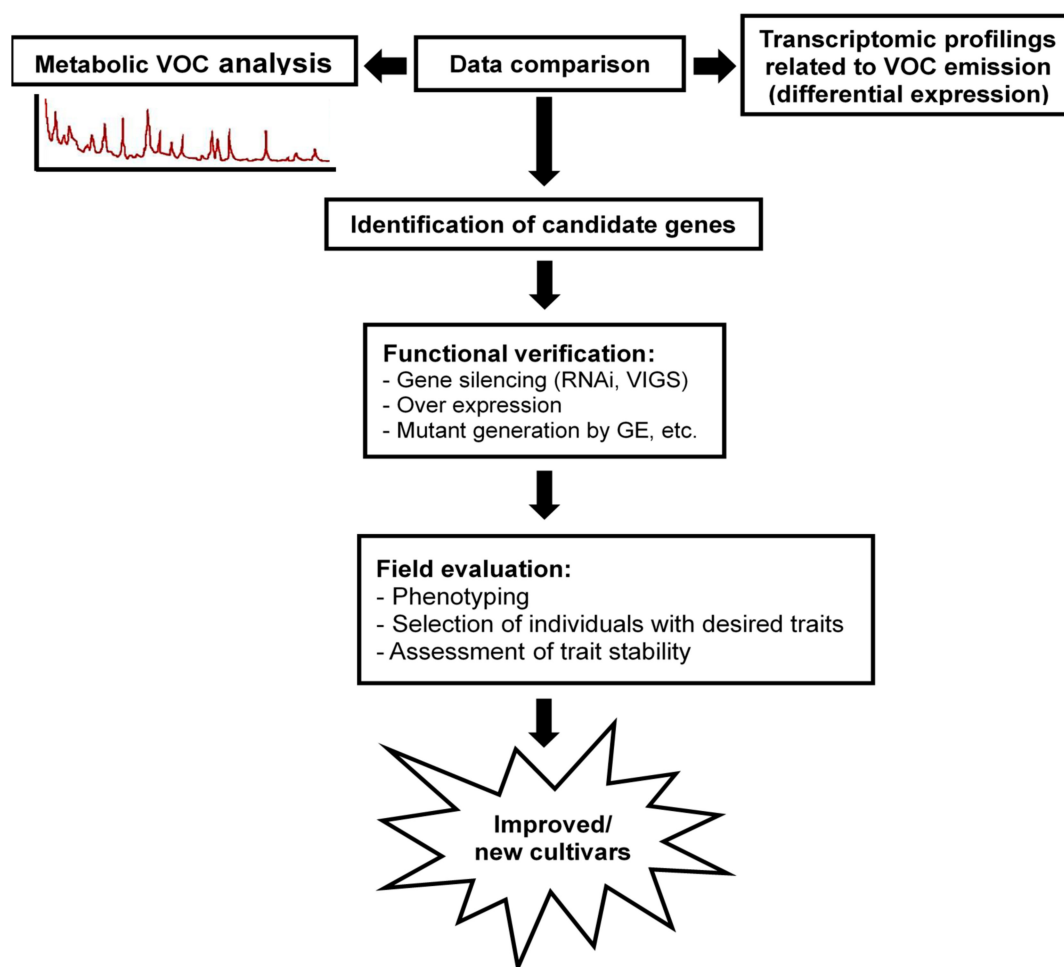 Metabolic VOC analysis
Data comparison
Transcriptomic profilings
related to VOC emission
(differential expression)
Identification of candidate genes
Functional verification:
- Gene silencing (RNAi, VIGS)
- Over expression
- Mutant generation by GE, etc.
Field evaluation:
- Phenotyping
- Selection of individuals with desired traits
- Assessment of trait stability
Improved/
new cultivars